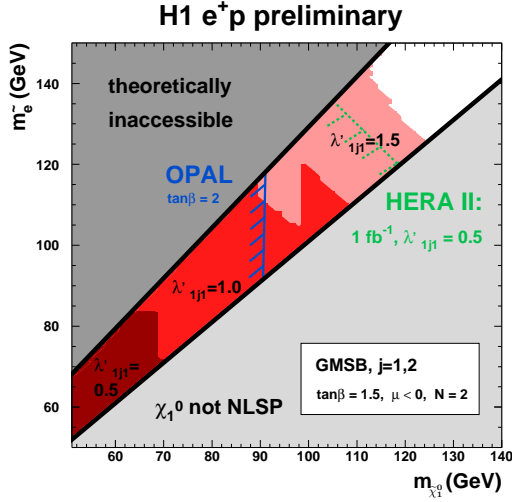 H1 e⁺p preliminary
m_ẽ (GeV)
140
120
100
80
60
theoretically
inaccessible
OPAL
tanβ = 2
λ'₁ⱼ₁=1.5
HERA II:
1 fb⁻¹, λ'₁ⱼ₁ = 0.5
λ'₁ⱼ₁=1.0
λ'₁ⱼ₁=
0.5
χ₁⁰ not NLSP
GMSB, j=1,2
tanβ = 1.5, μ < 0, N = 2
60 70 80 90 100 110 120 130 140
m_χ̃₁⁰ (GeV)